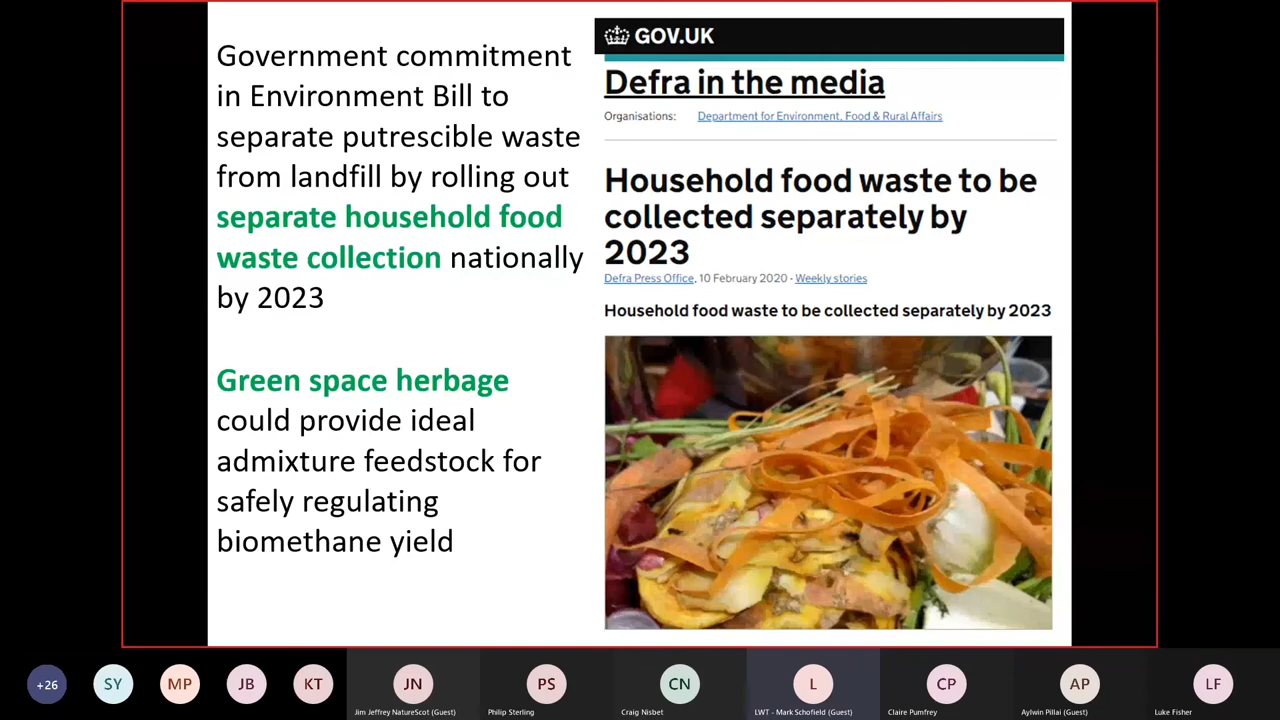 Government commitment
in Environment Bill to
separate putrescible waste
from landfill by rolling out
separate household food
waste collection nationally
by 2023
Green space herbage
could provide ideal
admixture feedstock for
safely regulating
biomethane yield
GOV.UK
Defra in the media
Organisations: Department for Environment, Food & Rural Affairs
Household food waste to be
collected separately by
2023
Defra Press Office, 10 February 2020 - Weekly stories
Household food waste to be collected separately by 2023
+26 SY MP JB KT JN PS CN L CP AP LF
Jim Jeffrey NatureScot (Guest) Philip Sterling Craig Nisbet LWT - Mark Schofield (Guest) Claire Pumfrey Aylwin Pillai (Guest) Luke Fisher